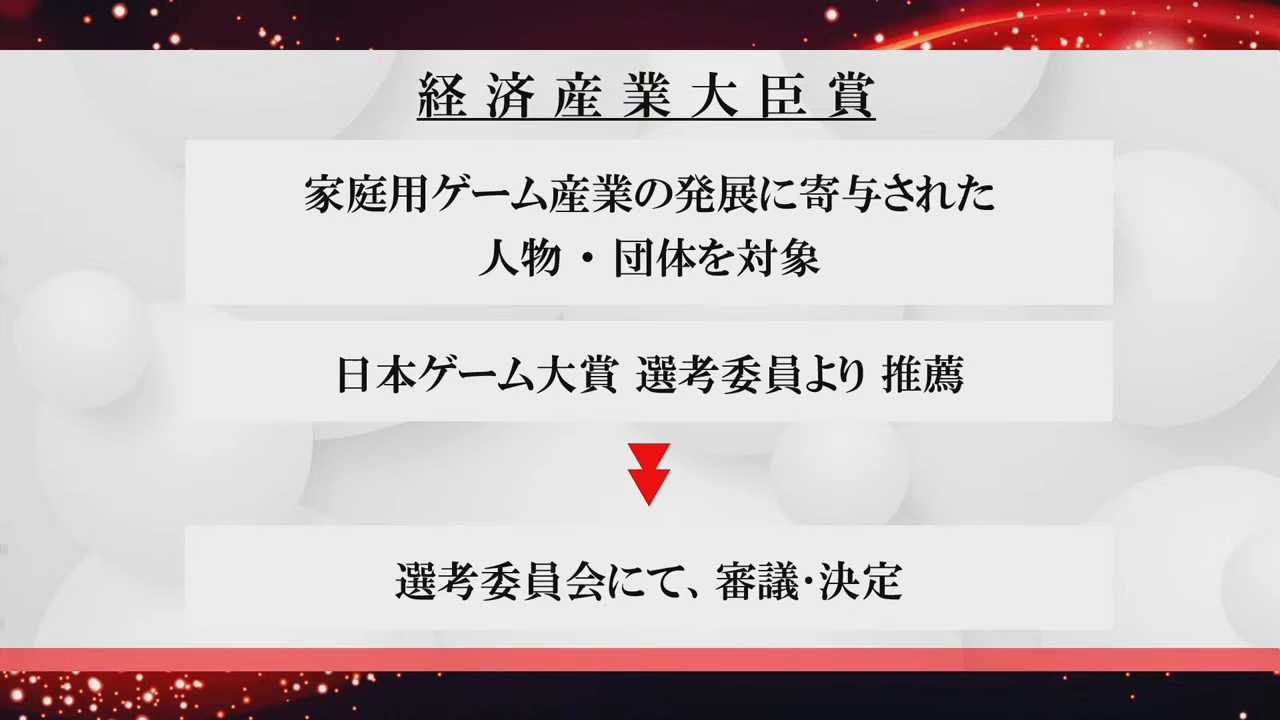 経済産業大臣賞
家庭用ゲーム産業の発展に寄与された
人物・団体を対象
日本ゲーム大賞 選考委員より 推薦
選考委員会にて、審議・決定